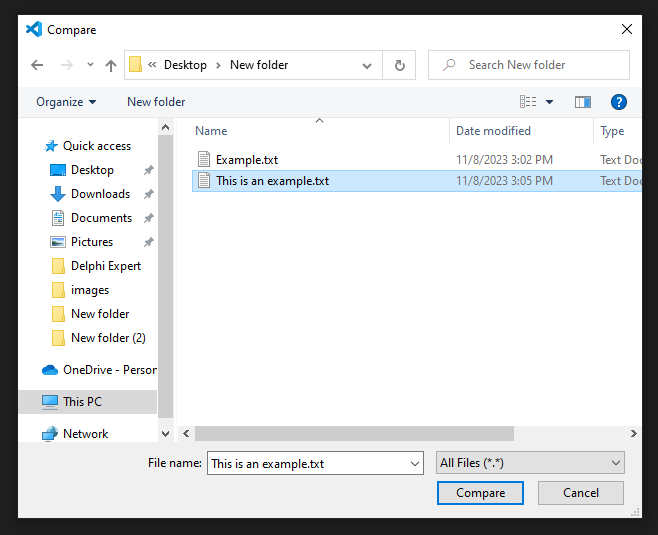 Compare
Desktop
New folder
Search New folder
Organize
New folder
Name
Date modified
Type
Quick access
Desktop
Downloads
Documents
Pictures
Delphi Expert
images
New folder
New folder (2)
OneDrive - Person
This PC
Network
Example.txt 11/8/2023 3:02 PM Text Doc
This is an example.txt 11/8/2023 3:05 PM Text Doc
File name: This is an example.txt All Files (*.*)
Compare Cancel